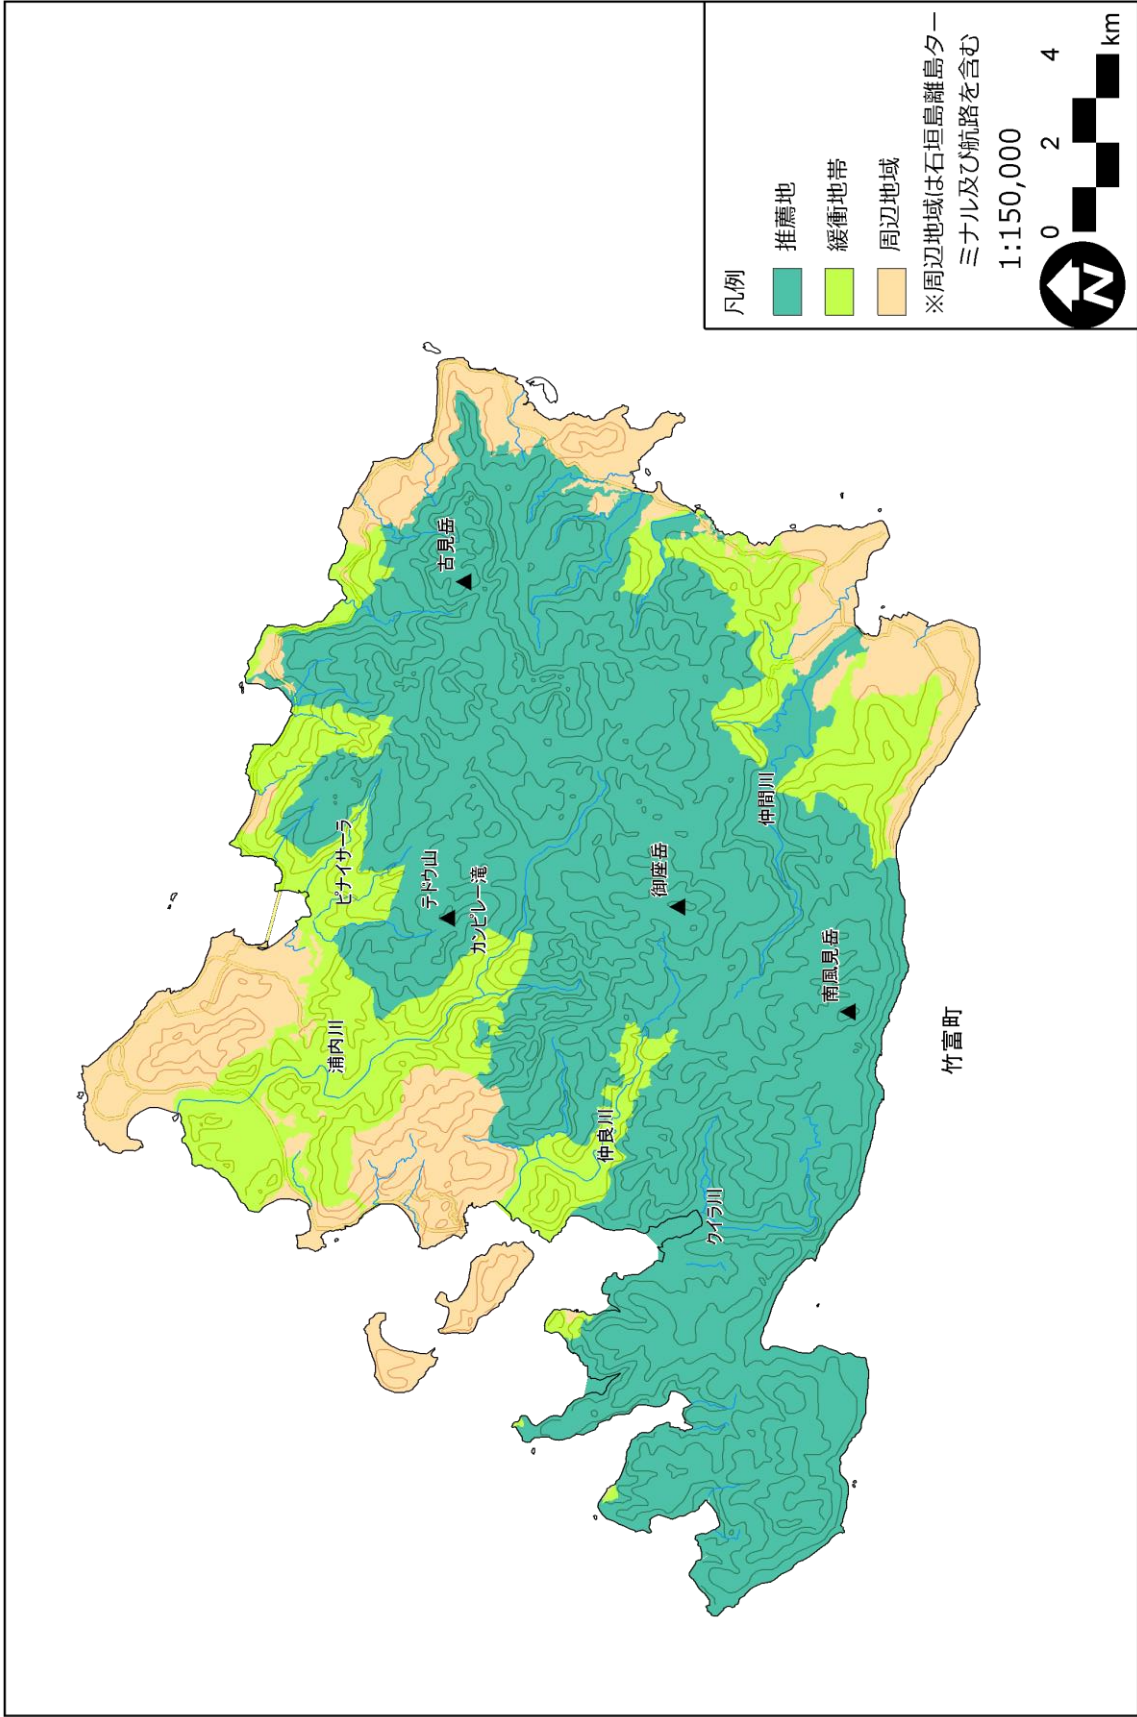 古見岳
ピナイサーラ
テドウ山
カンピレー滝
浦内川
御座岳
仲間川
仲良川
南風見岳
クイラ川
竹富町
凡例
推薦地
緩衝地帯
周辺地域
※周辺地域は石垣島離島ター
ミナル及び航路を含む
1:150,000
N
0 2 4
km